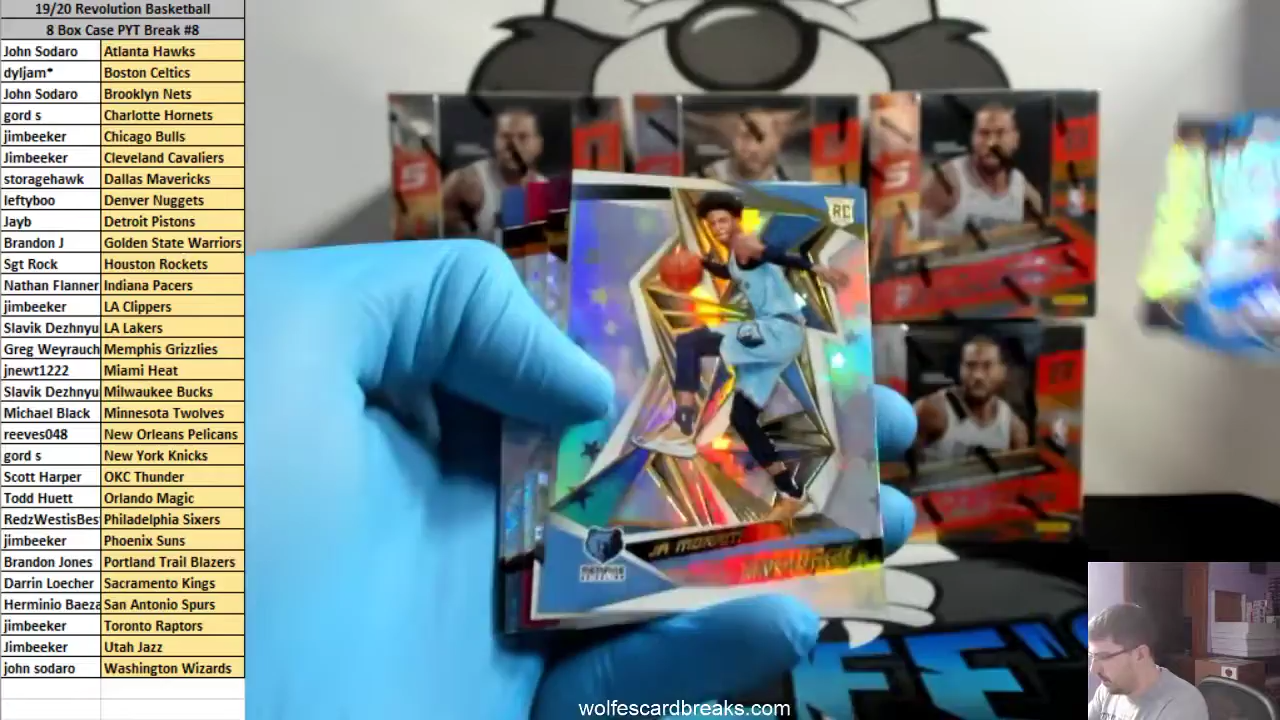 19/20 Revolution Basketball
8 Box Case PYT Break #8
John Sodaro Atlanta Hawks
dyljam* Boston Celtics
John Sodaro Brooklyn Nets
gord s Charlotte Hornets
jimbeeker Chicago Bulls
Jimbeeker Cleveland Cavaliers
storagehawk Dallas Mavericks
leftyboo Denver Nuggets
Jayb Detroit Pistons
Brandon J Golden State Warriors
Sgt Rock Houston Rockets
Nathan Flanner Indiana Pacers
jimbeeker LA Clippers
Slavik Dezhnyu LA Lakers
Greg Weyrauch Memphis Grizzlies
jnewt1222 Miami Heat
Slavik Dezhnyu Milwaukee Bucks
Michael Black Minnesota Twolves
reeves048 New Orleans Pelicans
gord s New York Knicks
Scott Harper OKC Thunder
Todd Huett Orlando Magic
RedzWestisBes Philadelphia Sixers
jimbeeker Phoenix Suns
Brandon Jones Portland Trail Blazers
Darrin Loecher Sacramento Kings
Herminio Baeza San Antonio Spurs
jimbeeker Toronto Raptors
Jimbeeker Utah Jazz
john sodaro Washington Wizards
RC
JA MORANT
MEMPHIS
wolfescardbreaks.com